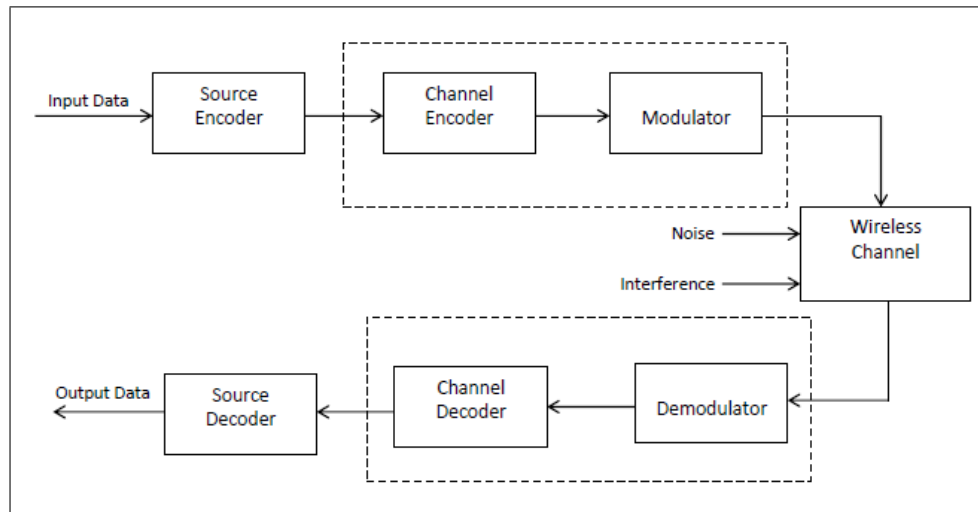 Input Data
Source
Encoder
Channel
Encoder
Modulator
Wireless
Channel
Noise
Interference
Output Data
Source
Decoder
Channel
Decoder
Demodulator